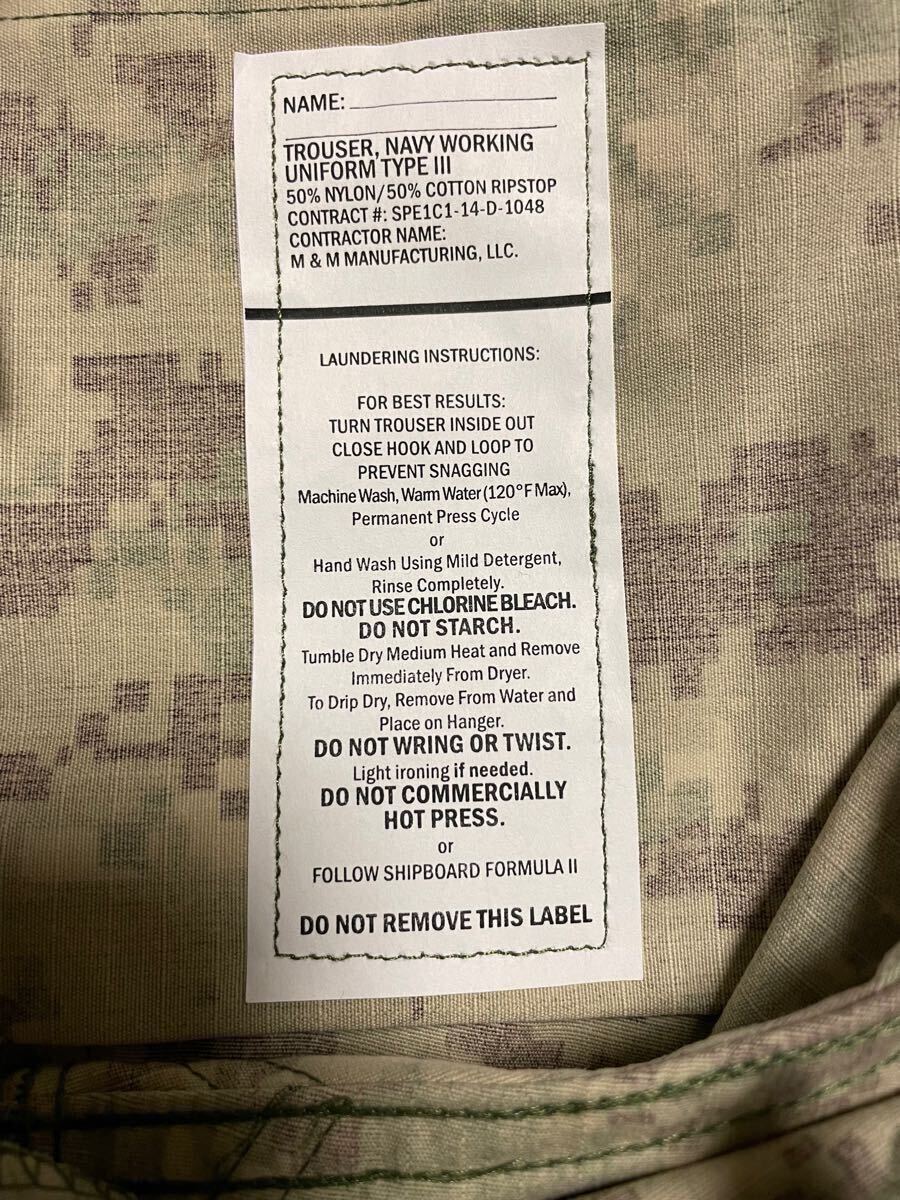 NAME:
TROUSER, NAVY WORKING
UNIFORM TYPE III
50% NYLON/50% COTTON RIPSTOP
CONTRACT #: SPE1C1-14-D-1048
CONTRACTOR NAME:
M & M MANUFACTURING, LLC.
LAUNDERING INSTRUCTIONS:
FOR BEST RESULTS:
TURN TROUSER INSIDE OUT
CLOSE HOOK AND LOOP TO
PREVENT SNAGGING
Machine Wash, Warm Water (120°F Max),
Permanent Press Cycle
or
Hand Wash Using Mild Detergent,
Rinse Completely.
DO NOT USE CHLORINE BLEACH.
DO NOT STARCH.
Tumble Dry Medium Heat and Remove
Immediately From Dryer.
To Drip Dry, Remove From Water and
Place on Hanger.
DO NOT WRING OR TWIST.
Light ironing if needed.
DO NOT COMMERCIALLY
HOT PRESS.
or
FOLLOW SHIPBOARD FORMULA II
DO NOT REMOVE THIS LABEL